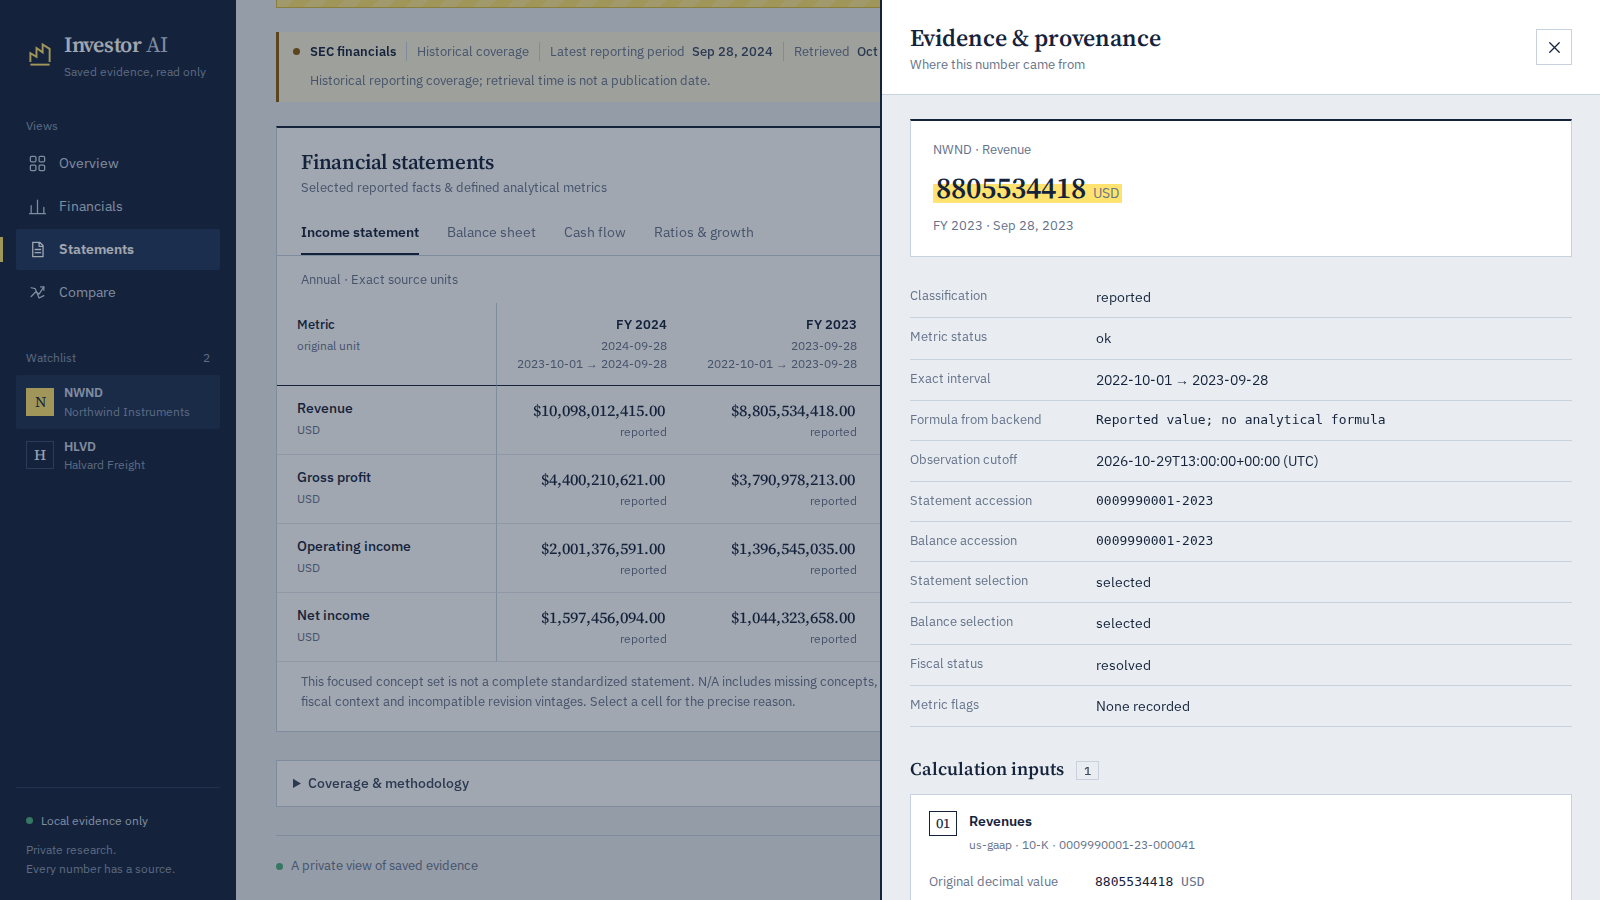 Investor AI
Saved evidence, read only
Views
Overview
Financials
Statements
Compare
Watchlist 2
N NWND
Northwind Instruments
H HLVD
Halvard Freight
Local evidence only
Private research.
Every number has a source.
SEC financials Historical coverage Latest reporting period Sep 28, 2024 Retrieved Oct
Historical reporting coverage; retrieval time is not a publication date.
Financial statements
Selected reported facts & defined analytical metrics
Income statement Balance sheet Cash flow Ratios & growth
Annual · Exact source units
Metric FY 2024 FY 2023
original unit 2024-09-28 2023-09-28
2023-10-01 → 2024-09-28 2022-10-01 → 2023-09-28
Revenue $10,098,012,415.00 $8,805,534,418.00
USD reported reported
Gross profit $4,400,210,621.00 $3,790,978,213.00
USD reported reported
Operating income $2,001,376,591.00 $1,396,545,035.00
USD reported reported
Net income $1,597,456,094.00 $1,044,323,658.00
USD reported reported
This focused concept set is not a complete standardized statement. N/A includes missing concepts,
fiscal context and incompatible revision vintages. Select a cell for the precise reason.
Coverage & methodology
A private view of saved evidence
Evidence & provenance
Where this number came from
NWND · Revenue
8805534418 USD
FY 2023 · Sep 28, 2023
Classification reported
Metric status ok
Exact interval 2022-10-01 → 2023-09-28
Formula from backend Reported value; no analytical formula
Observation cutoff 2026-10-29T13:00:00+00:00 (UTC)
Statement accession 0009990001-2023
Balance accession 0009990001-2023
Statement selection selected
Balance selection selected
Fiscal status resolved
Metric flags None recorded
Calculation inputs 1
01 Revenues
us-gaap · 10-K · 0009990001-23-000041
Original decimal value 8805534418 USD